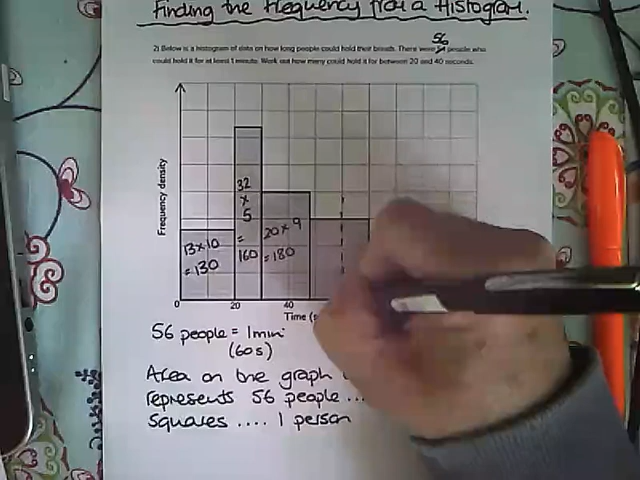 Finding the Frequency from a Histogram.
56
2) Below is a histogram of data on how long people could hold their breath. There were people who
could hold it for at least 1 minute. Work out how many could hold it for between 20 and 40 seconds.
Frequency density
32
x
5
=
160
13x10
=130
20x9
=180
0 20 40
Time (
56 people = 1min
(60s)
Area on the graph
represents 56 people ...
Squares .... 1 person